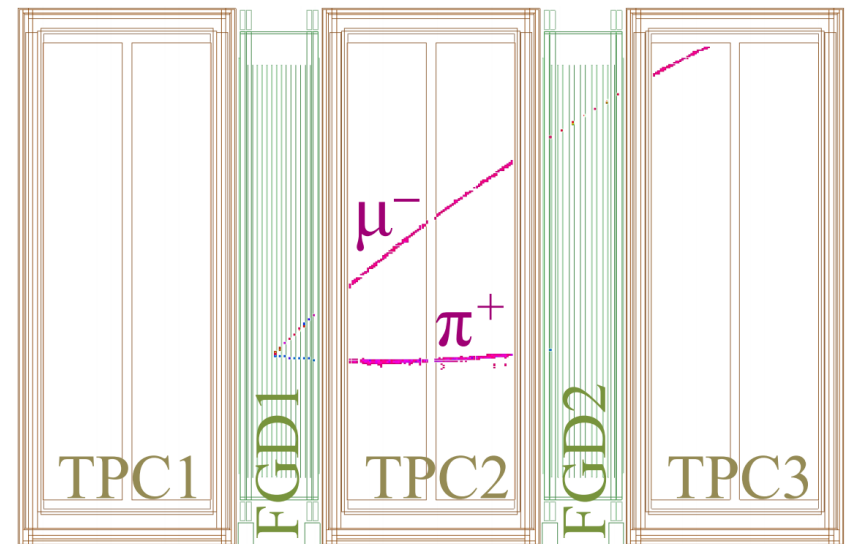 μ⁻
π⁺
TPC1
FGD1
TPC2
FGD2
TPC3